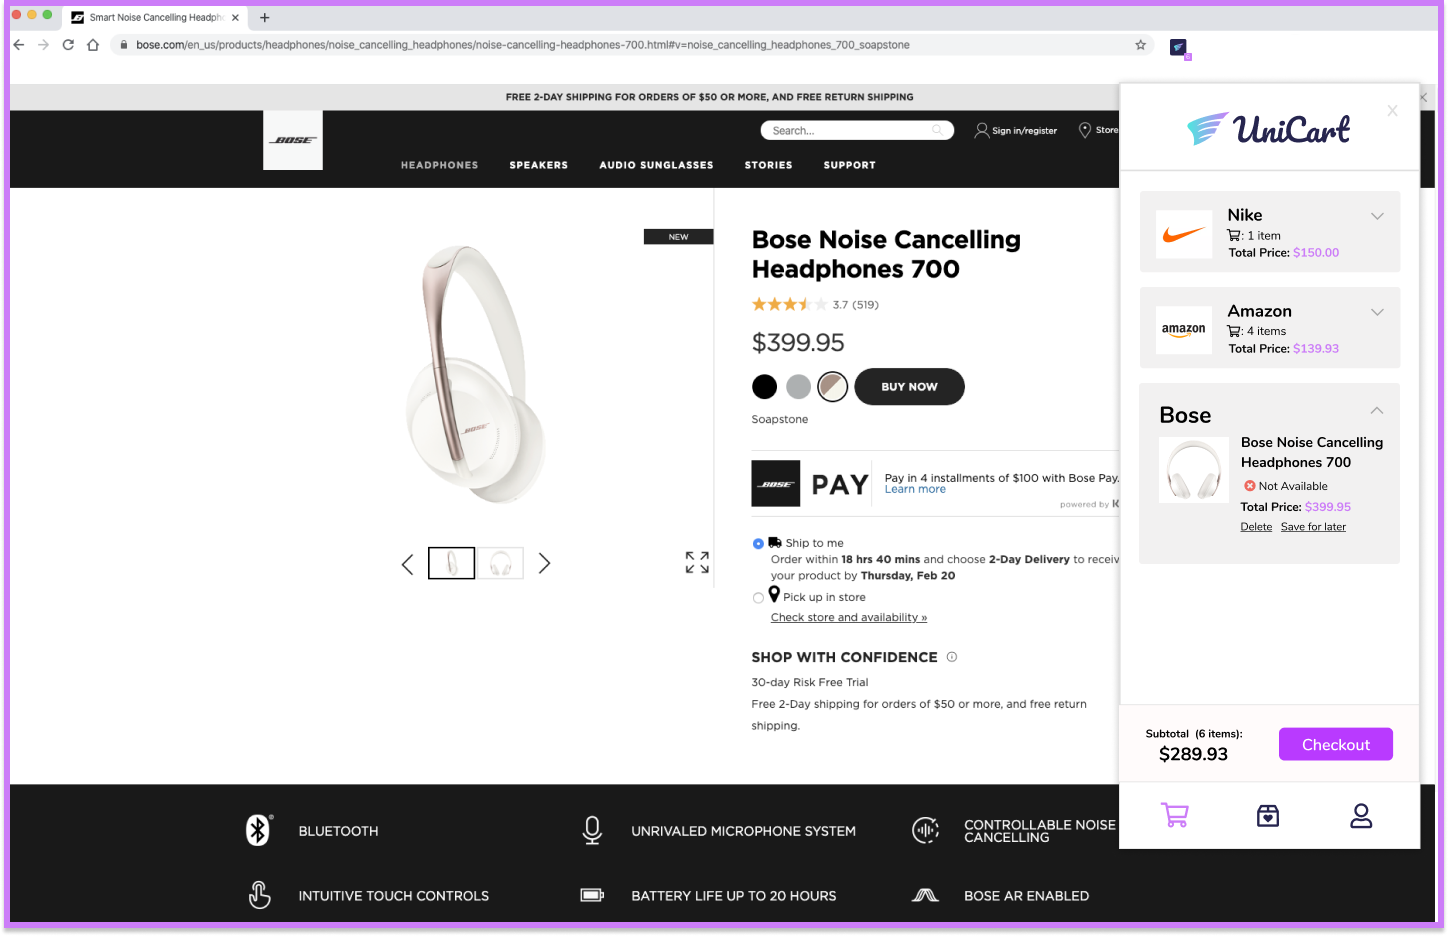 Smart Noise Cancelling Headph
bose.com/en_us/products/headphones/noise_cancelling_headphones/noise-cancelling-headphones-700.html#v=noise_cancelling_headphones_700_soapstone
FREE 2-DAY SHIPPING FOR ORDERS OF $50 OR MORE, AND FREE RETURN SHIPPING
BOSE
Search...
Sign in/register
Store
HEADPHONES
SPEAKERS
AUDIO SUNGLASSES
STORIES
SUPPORT
NEW
BOSE
Bose Noise Cancelling
Headphones 700
3.7 (519)
$399.95
BUY NOW
Soapstone
BOSE
PAY
Pay in 4 installments of $100 with Bose Pay.
Learn more
powered by K
Ship to me
Order within 18 hrs 40 mins and choose 2-Day Delivery to receiv
your product by Thursday, Feb 20
Pick up in store
Check store and availability »
SHOP WITH CONFIDENCE
30-day Risk Free Trial
Free 2-Day shipping for orders of $50 or more, and free return
shipping.
BLUETOOTH
UNRIVALED MICROPHONE SYSTEM
CONTROLLABLE NOISE
CANCELLING
INTUITIVE TOUCH CONTROLS
BATTERY LIFE UP TO 20 HOURS
BOSE AR ENABLED
UniCart
X
Nike
: 1 item
Total Price: $150.00
amazon
Amazon
: 4 items
Total Price: $139.93
Bose
Bose Noise Cancelling
Headphones 700
Not Available
Total Price: $399.95
Delete Save for later
Subtotal (6 items):
$289.93
Checkout